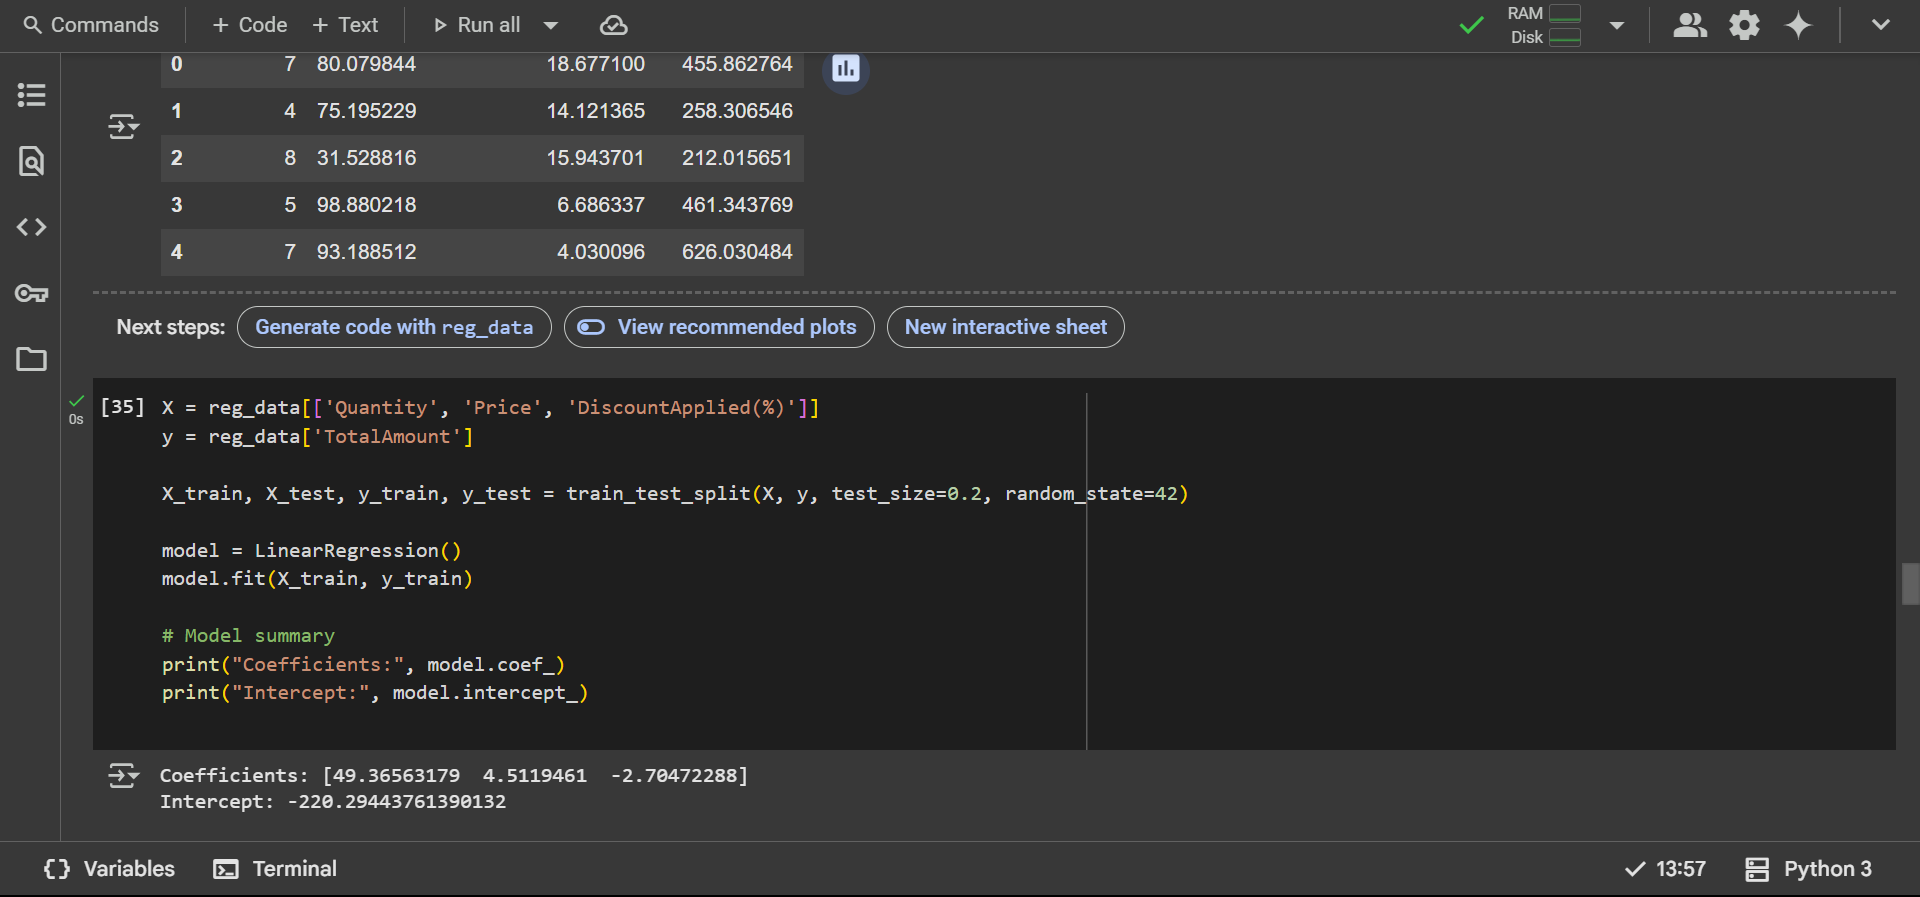 Commands + Code + Text Run all RAM Disk
0 7 80.079844 18.677100 455.862764
1 4 75.195229 14.121365 258.306546
2 8 31.528816 15.943701 212.015651
3 5 98.880218 6.686337 461.343769
4 7 93.188512 4.030096 626.030484
Next steps: Generate code with reg_data View recommended plots New interactive sheet
0s
[35] X = reg_data[['Quantity', 'Price', 'DiscountApplied(%)']]
y = reg_data['TotalAmount']
X_train, X_test, y_train, y_test = train_test_split(X, y, test_size=0.2, random_state=42)
model = LinearRegression()
model.fit(X_train, y_train)
# Model summary
print("Coefficients:", model.coef_)
print("Intercept:", model.intercept_)
Coefficients: [49.36563179 4.5119461 -2.70472288]
Intercept: -220.29443761390132
{} Variables Terminal 13:57 Python 3